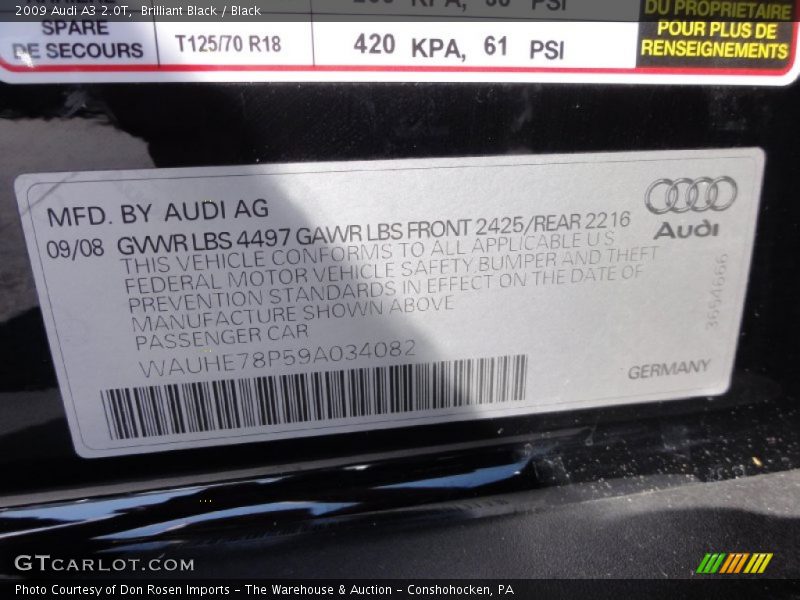 2009 Audi A3 2.0T, Brilliant Black / Black
KPA, PSI
DU PROPRIETAIRE
SPARE
DE SECOURS
T125/70 R18
420 KPA, 61 PSI
POUR PLUS DE
RENSEIGNEMENTS
MFD. BY AUDI AG
Audi
09/08 GVWR LBS 4497 GAWR LBS FRONT 2425/REAR 2216
THIS VEHICLE CONFORMS TO ALL APPLICABLE U S
FEDERAL MOTOR VEHICLE SAFETY,BUMPER AND THEFT
PREVENTION STANDARDS IN EFFECT ON THE DATE OF
MANUFACTURE SHOWN ABOVE
PASSENGER CAR
WAUHE78P59A034082
3654666
GERMANY
GTCARLOT.COM
Photo Courtesy of Don Rosen Imports - The Warehouse & Auction - Conshohocken, PA